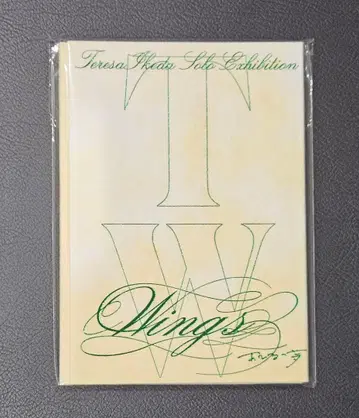 Teresa Ikeda Solo Exhibition
T
W
Wings